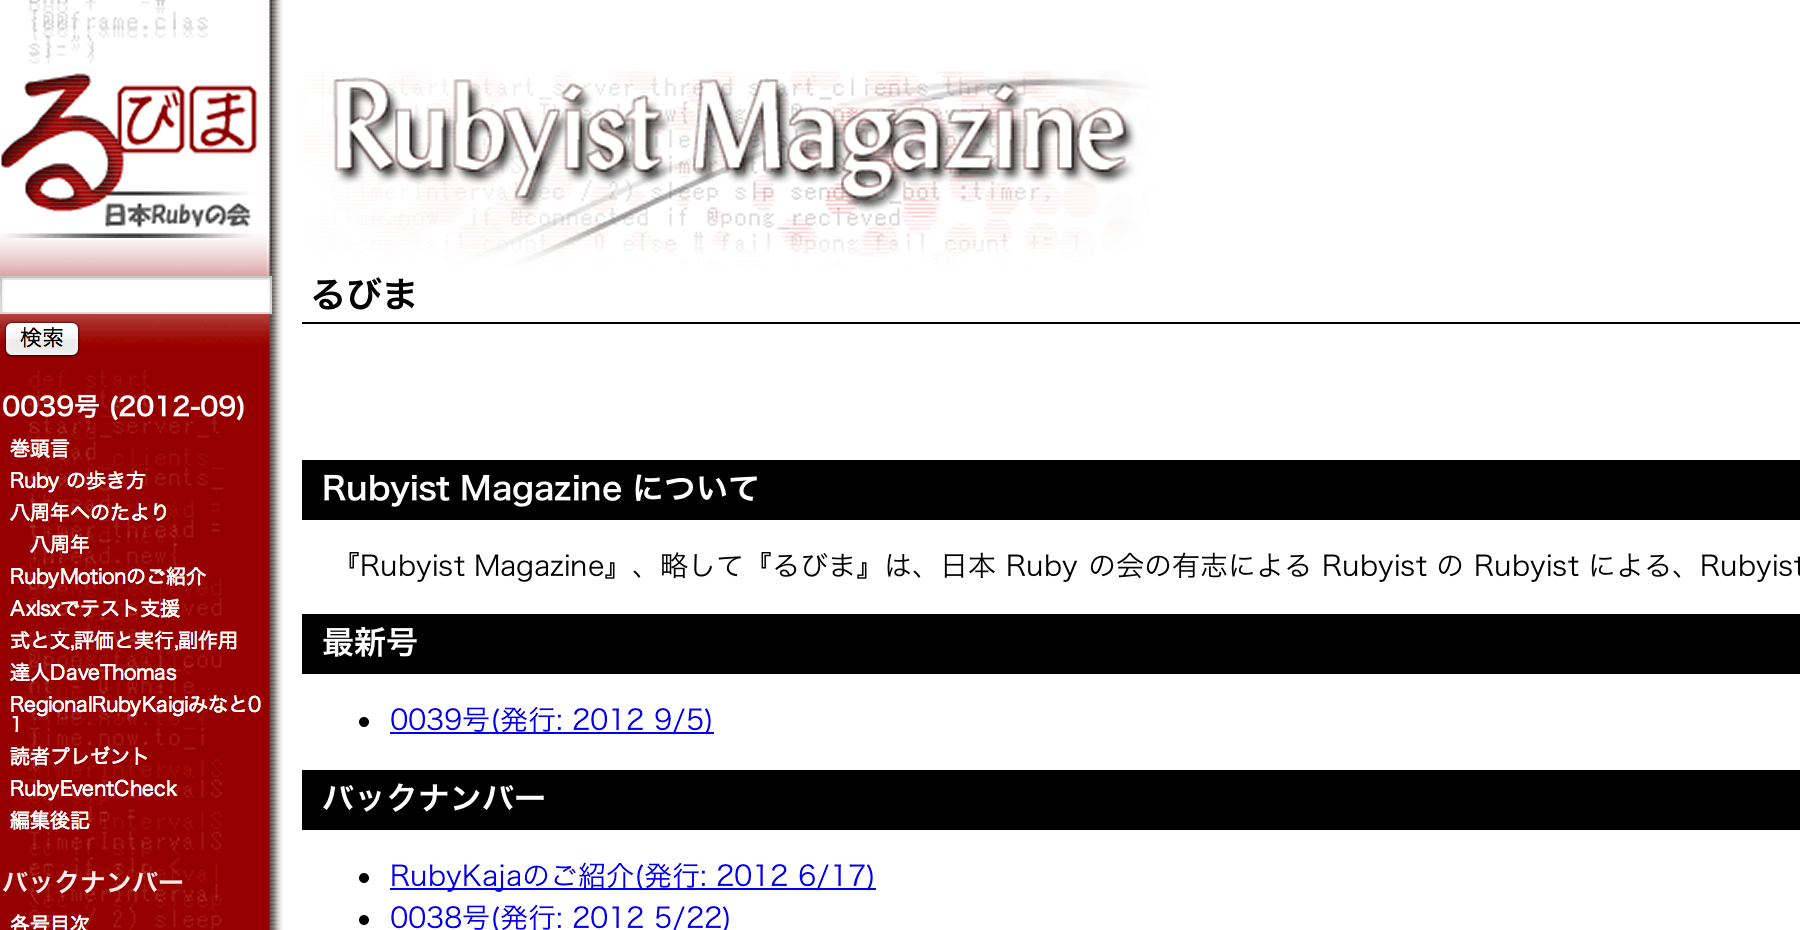 {@@frame.clas
るびま
日本Rubyの会
検索
0039号 (2012-09)
巻頭言
Ruby の歩き方
八周年へのたより
八周年
RubyMotionのご紹介
Axlsxでテスト支援
式と文,評価と実行,副作用
達人DaveThomas
RegionalRubyKaigiみなと0
1
読者プレゼント
RubyEventCheck
編集後記
バックナンバー
各号目次
Rubyist Magazine
るびま
Rubyist Magazine について
『Rubyist Magazine』、略して『るびま』は、日本 Ruby の会の有志による Rubyist の Rubyist による、Rubyist
最新号
0039号(発行: 2012 9/5)
バックナンバー
RubyKajaのご紹介(発行: 2012 6/17)
0038号(発行: 2012 5/22)